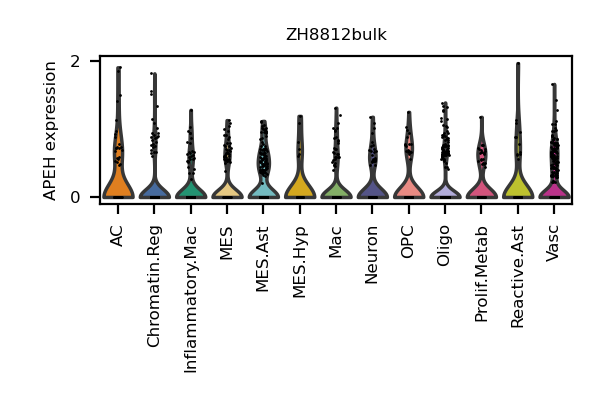 ZH8812bulk
APEH expression
2
0
AC
Chromatin.Reg
Inflammatory.Mac
MES
MES.Ast
MES.Hyp
Mac
Neuron
OPC
Oligo
Prolif.Metab
Reactive.Ast
Vasc